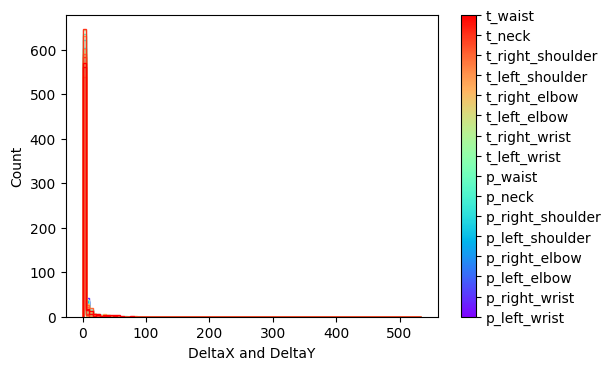 600
500
400
300
200
100
0
Count
0 100 200 300 400 500
DeltaX and DeltaY
t_waist
t_neck
t_right_shoulder
t_left_shoulder
t_right_elbow
t_left_elbow
t_right_wrist
t_left_wrist
p_waist
p_neck
p_right_shoulder
p_left_shoulder
p_right_elbow
p_left_elbow
p_right_wrist
p_left_wrist